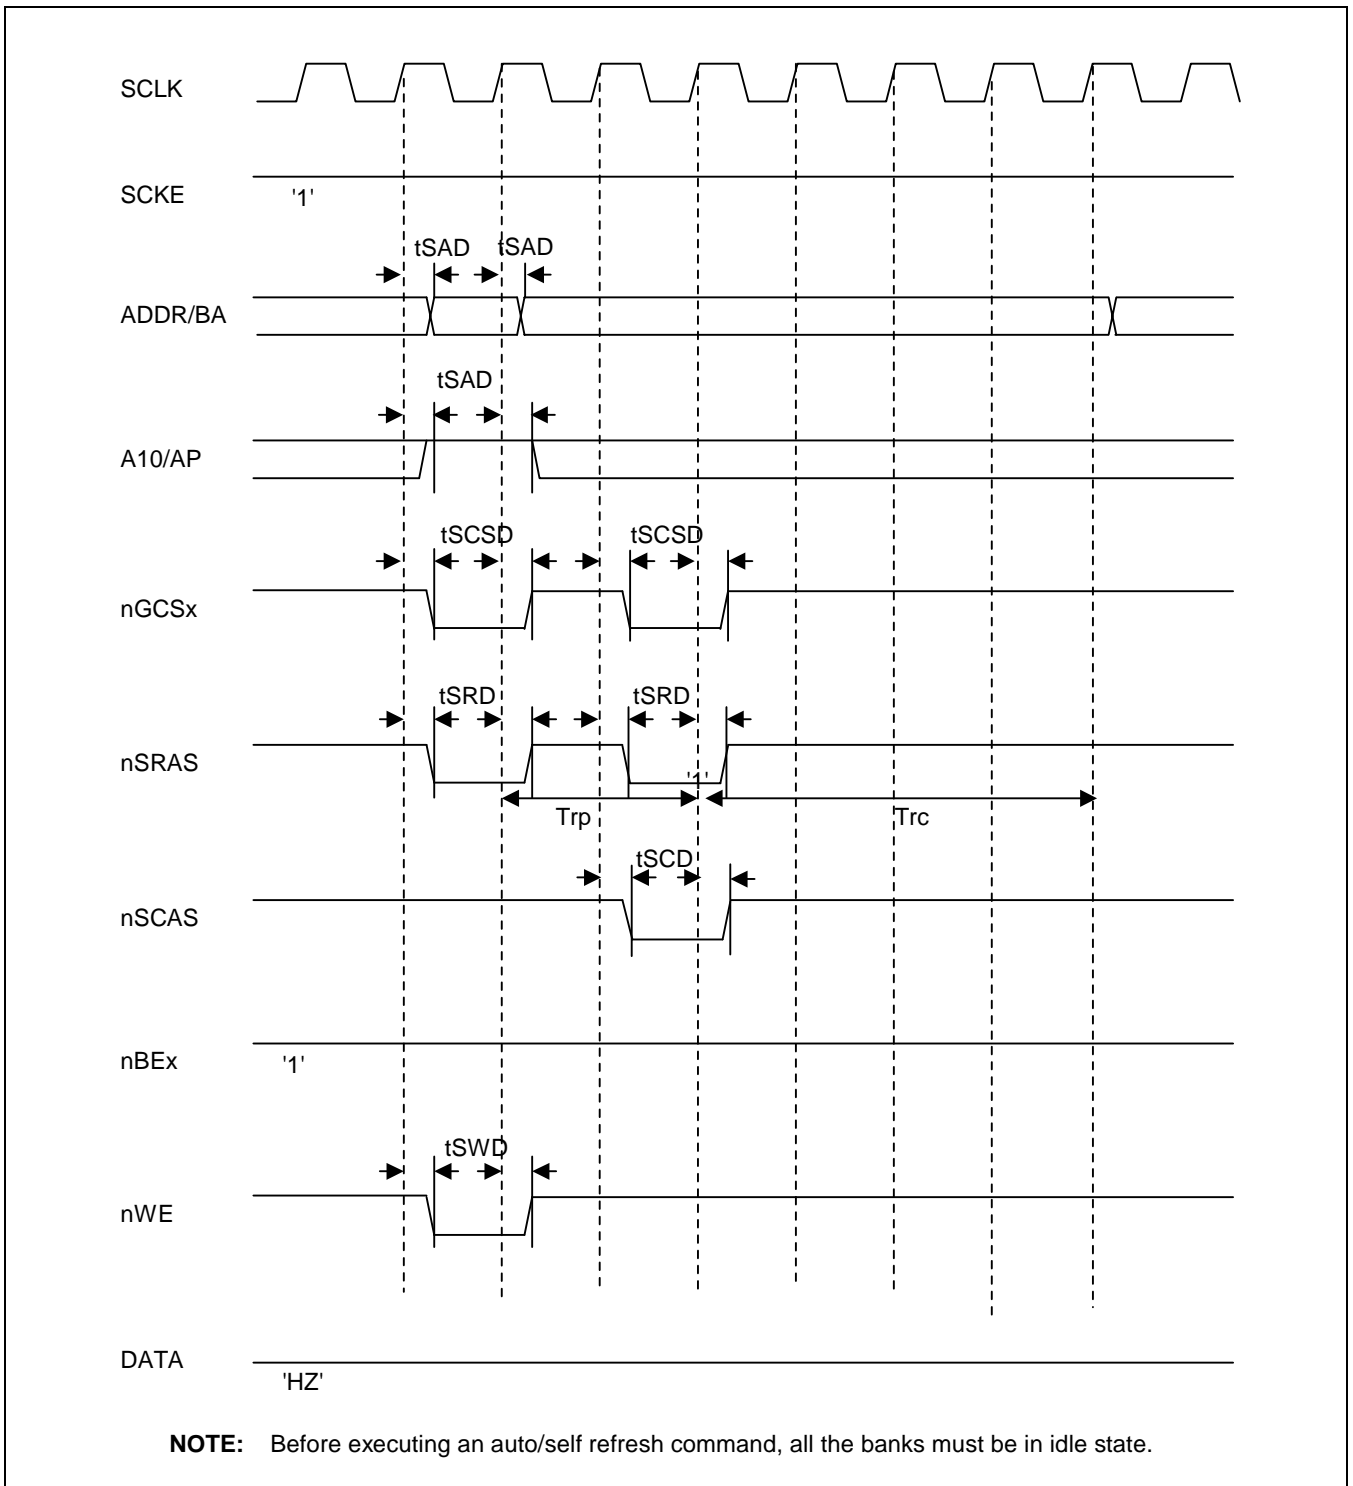 SCLK
SCKE
'1'
tSAD tSAD
ADDR/BA
tSAD
A10/AP
tSCSD tSCSD
nGCSx
tSRD tSRD
nSRAS
'1'
Trp Trc
tSCD
nSCAS
nBEx
'1'
tSWD
nWE
DATA
'HZ'
NOTE: Before executing an auto/self refresh command, all the banks must be in idle state.